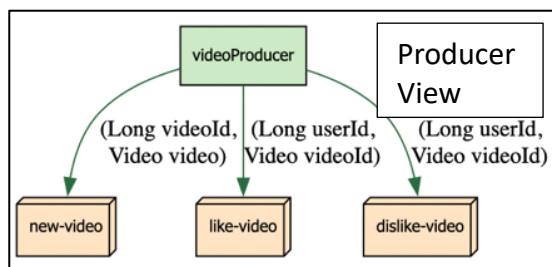 videoProducer
Producer
View
(Long videoId,
Video video)
(Long userId,
Video videoId)
(Long userId,
Video videoId)
new-video
like-video
dislike-video